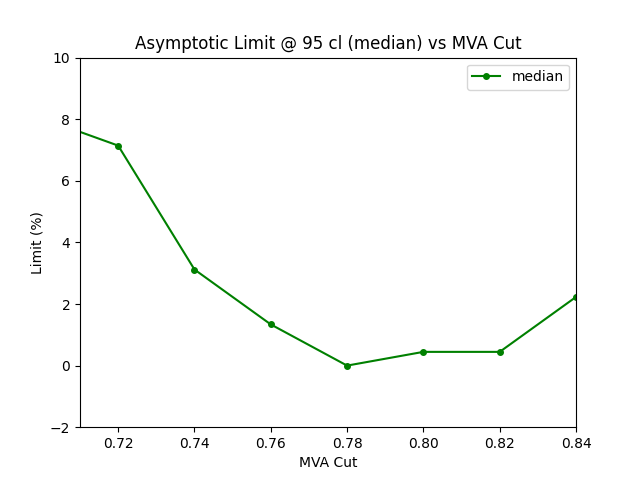 Asymptotic Limit @ 95 cl (median) vs MVA Cut
median
Limit (%)
10
8
6
4
2
0
−2
0.72 0.74 0.76 0.78 0.80 0.82 0.84
MVA Cut